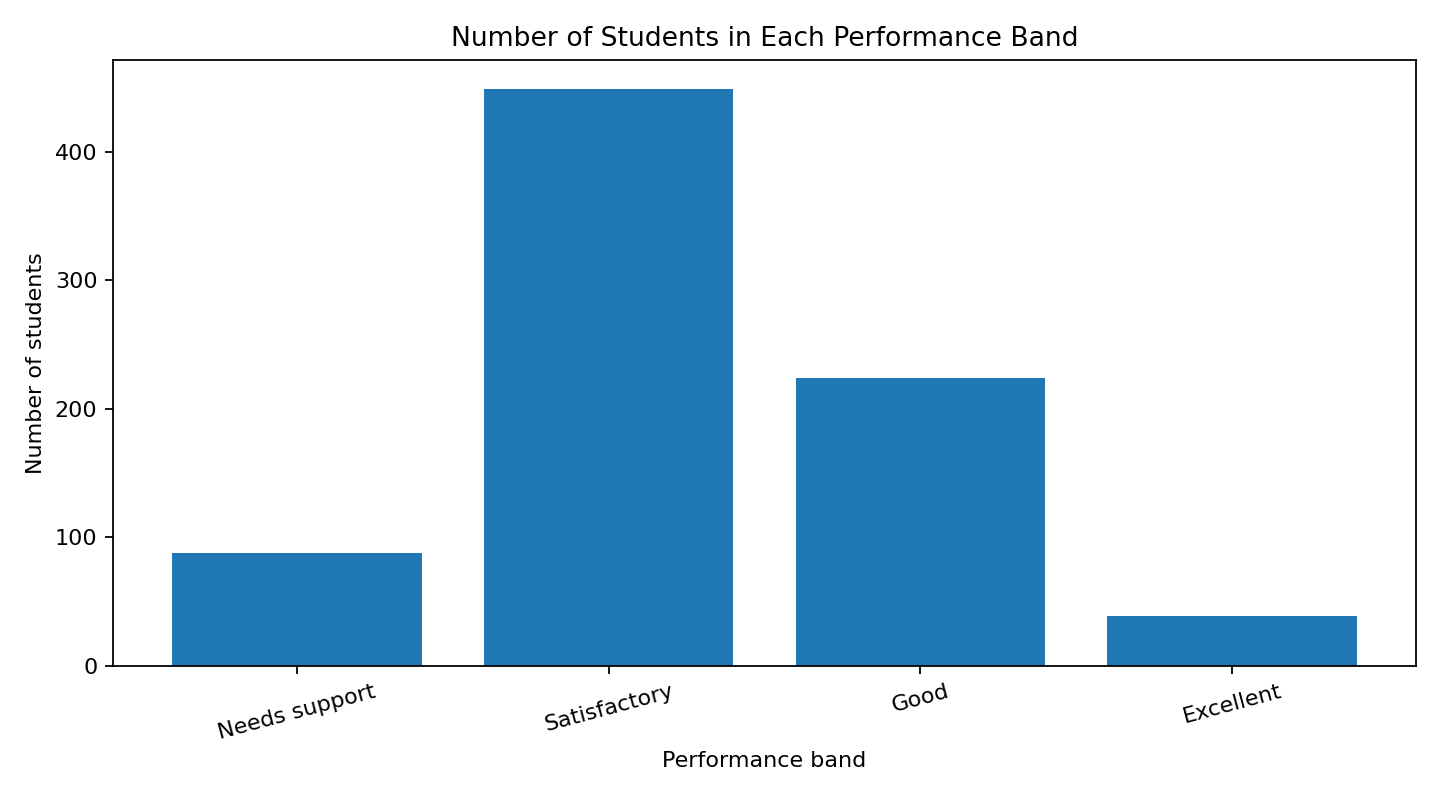 Number of Students in Each Performance Band
Number of students
400
300
200
100
0
Needs support
Satisfactory
Good
Excellent
Performance band